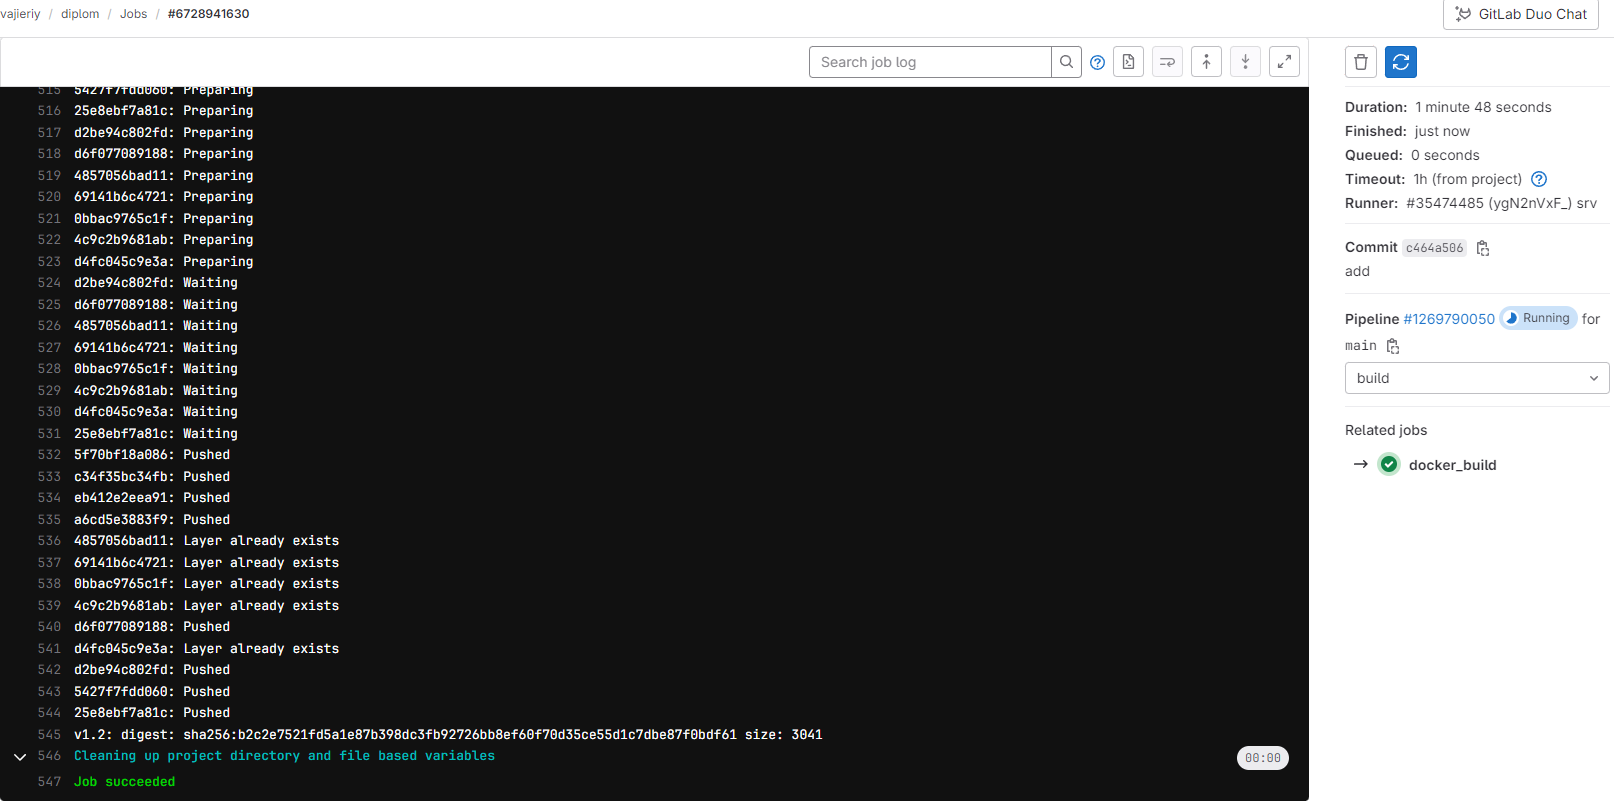 vajieriy / diplom / Jobs / #6728941630
GitLab Duo Chat
Search job log
515 5427f7fdd060: Preparing
516 25e8ebf7a81c: Preparing
517 d2be94c802fd: Preparing
518 d6f077089188: Preparing
519 4857056bad11: Preparing
520 69141b6c4721: Preparing
521 0bbac9765c1f: Preparing
522 4c9c2b9681ab: Preparing
523 d4fc045c9e3a: Preparing
524 d2be94c802fd: Waiting
525 d6f077089188: Waiting
526 4857056bad11: Waiting
527 69141b6c4721: Waiting
528 0bbac9765c1f: Waiting
529 4c9c2b9681ab: Waiting
530 d4fc045c9e3a: Waiting
531 25e8ebf7a81c: Waiting
532 5f70bf18a086: Pushed
533 c34f35bc34fb: Pushed
534 eb412e2eea91: Pushed
535 a6cd5e3883f9: Pushed
536 4857056bad11: Layer already exists
537 69141b6c4721: Layer already exists
538 0bbac9765c1f: Layer already exists
539 4c9c2b9681ab: Layer already exists
540 d6f077089188: Pushed
541 d4fc045c9e3a: Layer already exists
542 d2be94c802fd: Pushed
543 5427f7fdd060: Pushed
544 25e8ebf7a81c: Pushed
545 v1.2: digest: sha256:b2c2e7521fd5a1e87b398dc3fb92726bb8ef60f70d35ce55d1c7dbe87f0bdf61 size: 3041
546 Cleaning up project directory and file based variables 00:00
547 Job succeeded
Duration: 1 minute 48 seconds
Finished: just now
Queued: 0 seconds
Timeout: 1h (from project)
Runner: #35474485 (ygN2nVxF_) srv
Commit c464a506
add
Pipeline #1269790050 Running for
main
build
Related jobs
docker_build